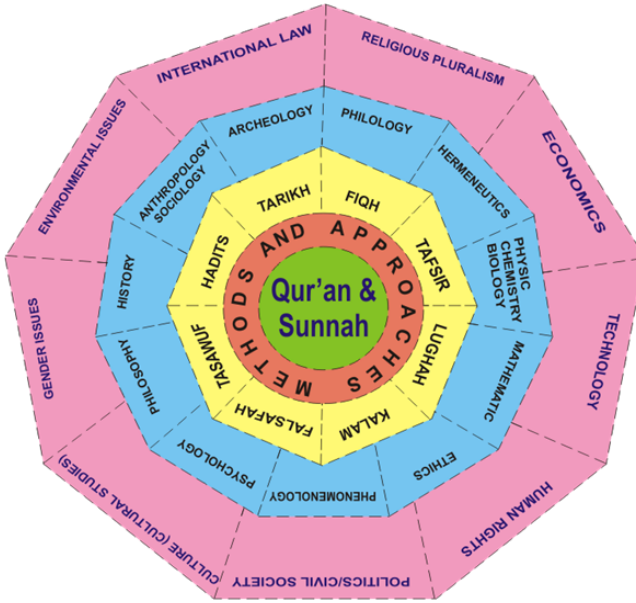 Qur'an &
Sunnah
METHODS AND APPROACHES
TARIKH
FIQH
TAFSIR
LUGHAH
KALAM
FALSAFAH
TASAWUF
HADITS
ARCHEOLOGY
PHILOLOGY
HERMENEUTICS
PHYSIC
CHEMISTRY
BIOLOGY
MATHEMATIC
ETHICS
PHENOMENOLOGY
PSYCHOLOGY
PHILOSOPHY
HISTORY
ANTHROPOLOGY
SOCIOLOGY
INTERNATIONAL LAW
RELIGIOUS PLURALISM
ECONOMICS
TECHNOLOGY
HUMAN RIGHTS
POLITICS/CIVIL SOCIETY
CULTURE (CULTURAL STUDIES)
GENDER ISSUES
ENVIRONMENTAL ISSUES